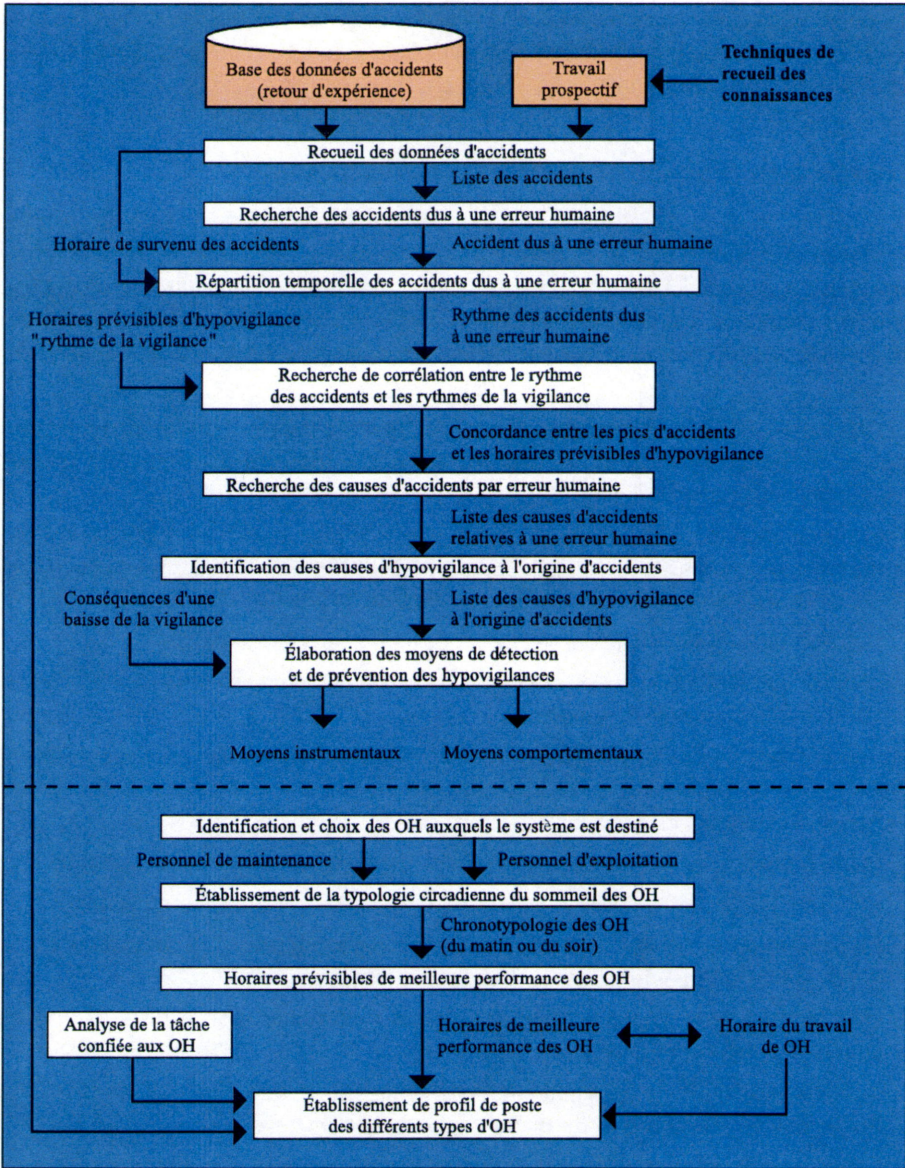 Base des données d'accidents
(retour d'expérience)
Travail
prospectif
Techniques de
recueil des
connaissances
Recueil des données d'accidents
Liste des accidents
Recherche des accidents dus à une erreur humaine
Horaire de survenu des accidents
Accident dus à une erreur humaine
Répartition temporelle des accidents dus à une erreur humaine
Horaires prévisibles d'hypovigilance
"rythme de la vigilance"
Rythme des accidents dus
à une erreur humaine
Recherche de corrélation entre le rythme
des accidents et les rythmes de la vigilance
Concordance entre les pics d'accidents
et les horaires prévisibles d'hypovigilance
Recherche des causes d'accidents par erreur humaine
Liste des causes d'accidents
relatives à une erreur humaine
Identification des causes d'hypovigilance à l'origine d'accidents
Conséquences d'une
baisse de la vigilance
Liste des causes d'hypovigilance
à l'origine d'accidents
Élaboration des moyens de détection
et de prévention des hypovigilances
Moyens instrumentaux
Moyens comportementaux
Identification et choix des OH auxquels le système est destiné
Personnel de maintenance
Personnel d'exploitation
Établissement de la typologie circadienne du sommeil des OH
Chronotypologie des OH
(du matin ou du soir)
Horaires prévisibles de meilleure performance des OH
Analyse de la tâche
confiée aux OH
Horaires de meilleure
performance des OH
Horaire du travail
de OH
Établissement de profil de poste
des différents types d'OH